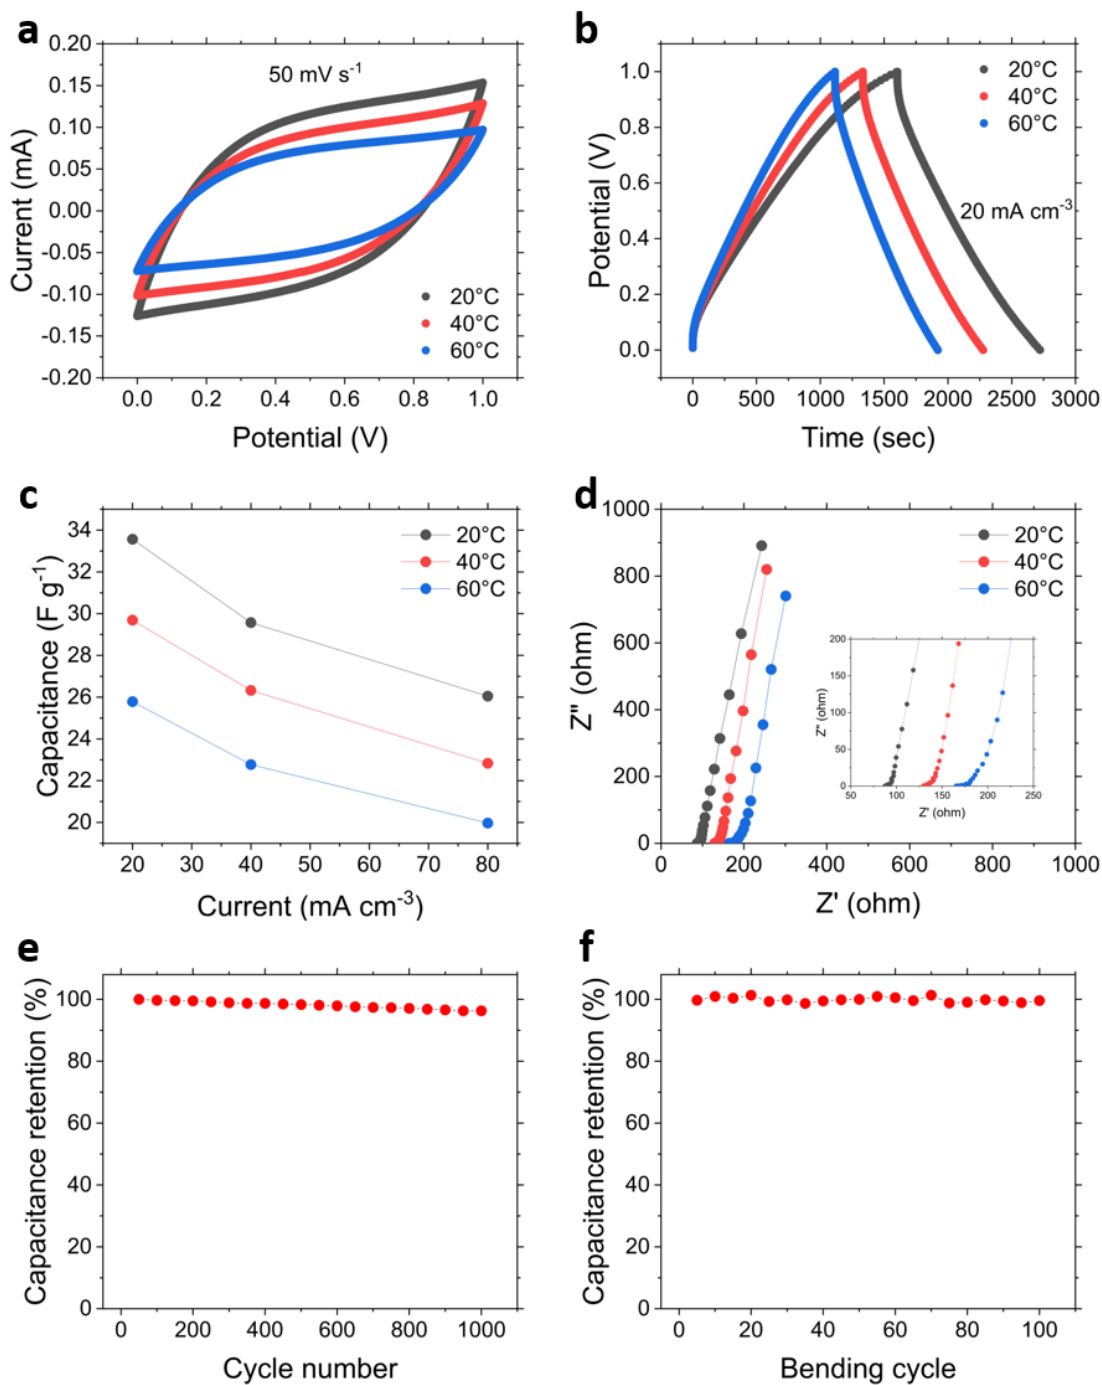 a
0.20
0.15
0.10
0.05
0.00
-0.05
-0.10
-0.15
-0.20
Current (mA)
50 mV s⁻¹
20°C
40°C
60°C
0.0 0.2 0.4 0.6 0.8 1.0
Potential (V)
b
1.0
0.8
0.6
0.4
0.2
0.0
Potential (V)
20°C
40°C
60°C
20 mA cm⁻³
0 500 1000 1500 2000 2500 3000
Time (sec)
c
34
32
30
28
26
24
22
20
Capacitance (F g⁻¹)
20°C
40°C
60°C
20 30 40 50 60 70 80
Current (mA cm⁻³)
d
1000
800
600
400
200
0
Z" (ohm)
20°C
40°C
60°C
200
150
100
50
0
Z" (ohm)
50 100 150 200 250
Z' (ohm)
0 200 400 600 800 1000
Z' (ohm)
e
100
80
60
40
20
0
Capacitance retention (%)
0 200 400 600 800 1000
Cycle number
f
100
80
60
40
20
0
Capacitance retention (%)
0 20 40 60 80 100
Bending cycle